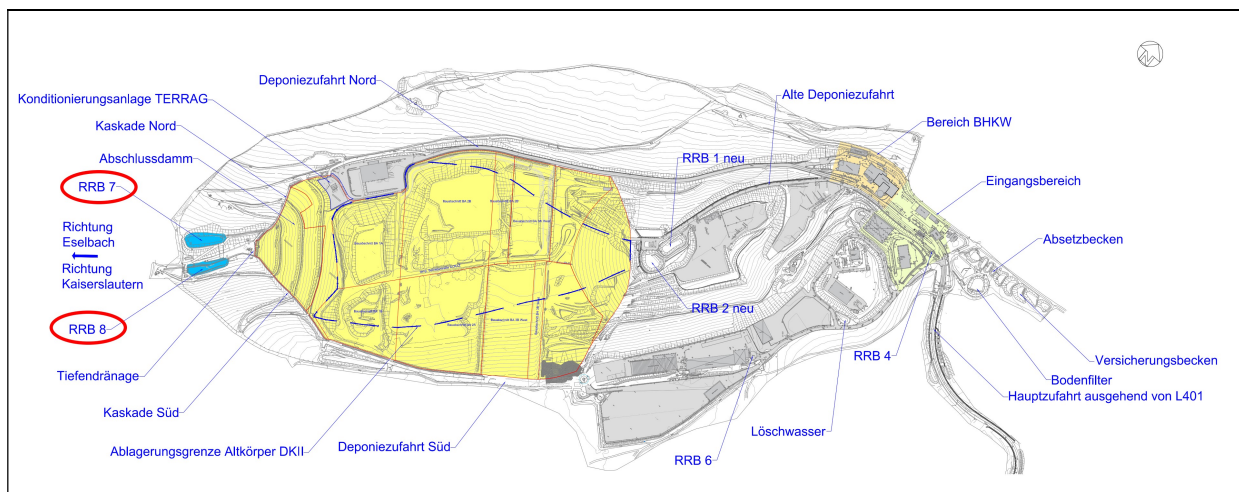 Deponiezufahrt Nord
Konditionierungsanlage TERRAG
Alte Deponiezufahrt
Kaskade Nord
Bereich BHKW
Abschlussdamm
RRB 1 neu
RRB 7
Eingangsbereich
Richtung
Eselbach
Absetzbecken
Richtung
Kaiserslautern
RRB 2 neu
RRB 8
RRB 4
Versicherungsbecken
Tiefendränage
Bodenfilter
Hauptzufahrt ausgehend von L401
Kaskade Süd
Löschwasser
Deponiezufahrt Süd
Ablagerungsgrenze Altkörper DKII
RRB 6